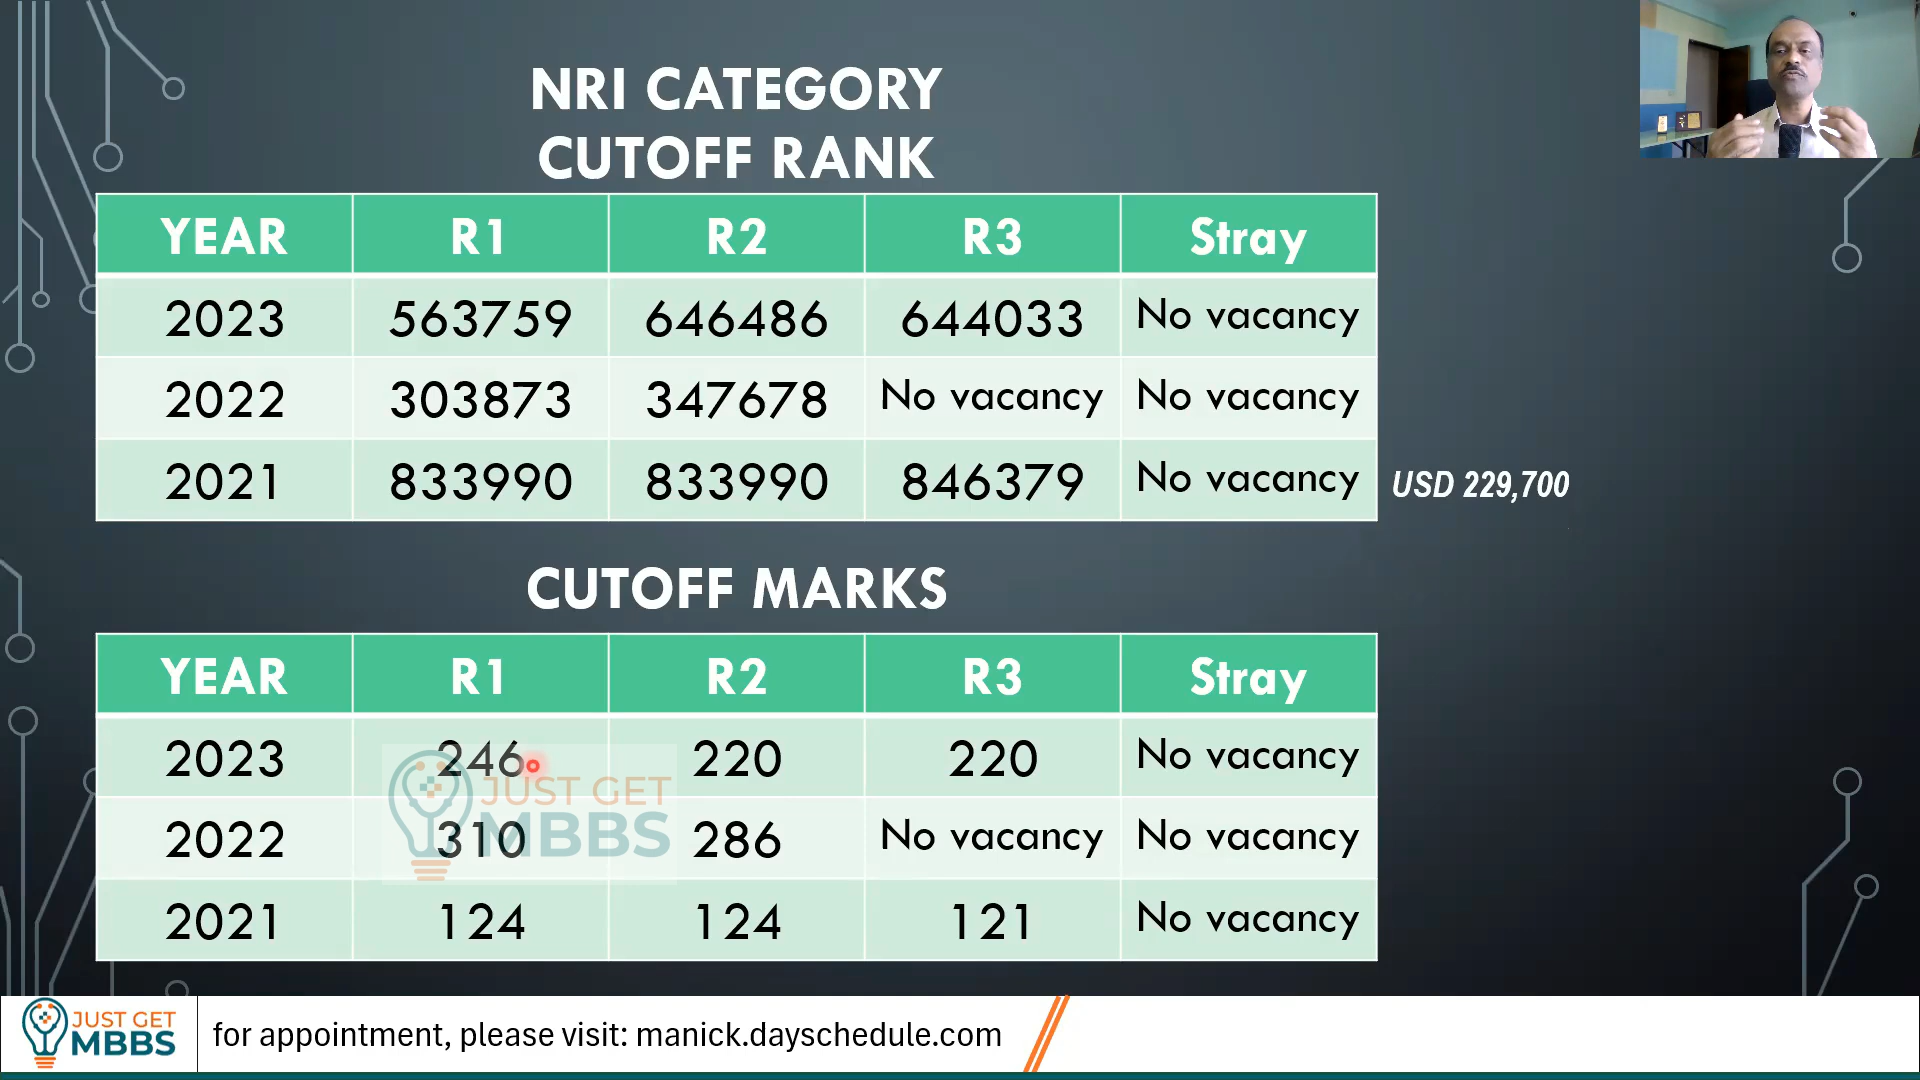 NRI CATEGORY
CUTOFF RANK
YEAR R1 R2 R3 Stray
2023 563759 646486 644033 No vacancy
2022 303873 347678 No vacancy No vacancy
2021 833990 833990 846379 No vacancy
USD 229,700
CUTOFF MARKS
YEAR R1 R2 R3 Stray
2023 246 220 220 No vacancy
2022 310 286 No vacancy No vacancy
2021 124 124 121 No vacancy
JUST GET
MBBS
JUST GET
MBBS
for appointment, please visit: manick.dayschedule.com